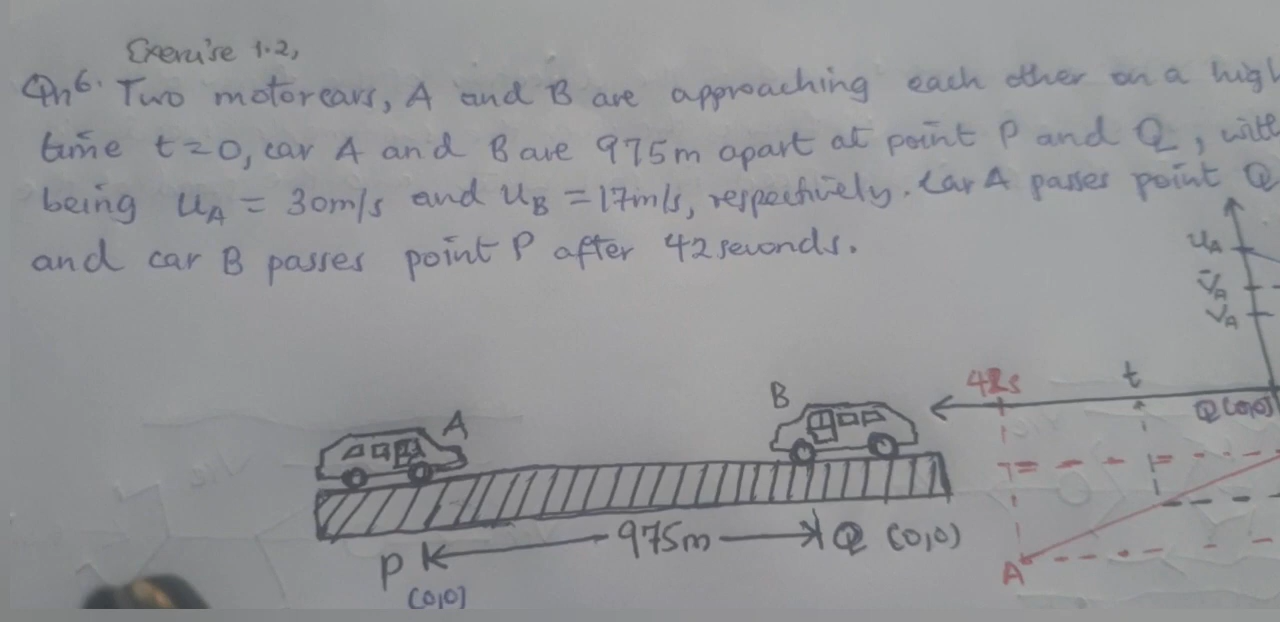 Exercise 1.2,
Qn6. Two motorcars, A and B are approaching each other on a high
time t=0, car A and B are 975m apart at point P and Q, with
being uA = 30m/s and uB = 17m/s, respectively. Car A passes point Q
and car B passes point P after 42 seconds.
uA
VA
VA
42s
t
Q(0,0)
A
B
975m
P
Q (0,0)
(0,0)
A